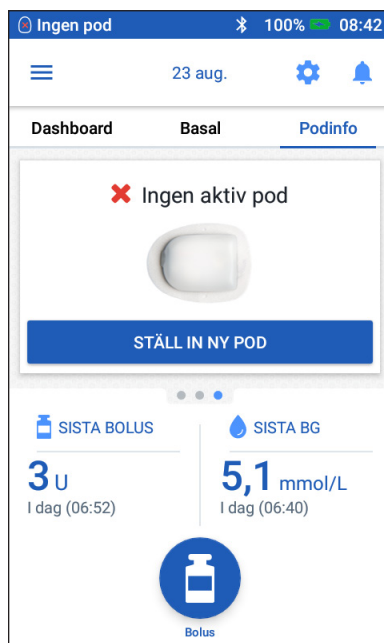 Ingen pod 100% 08:42
23 aug.
Dashboard Basal Podinfo
Ingen aktiv pod
STÄLL IN NY POD
SISTA BOLUS SISTA BG
3 U 5,1 mmol/L
I dag (06:52) I dag (06:40)
Bolus